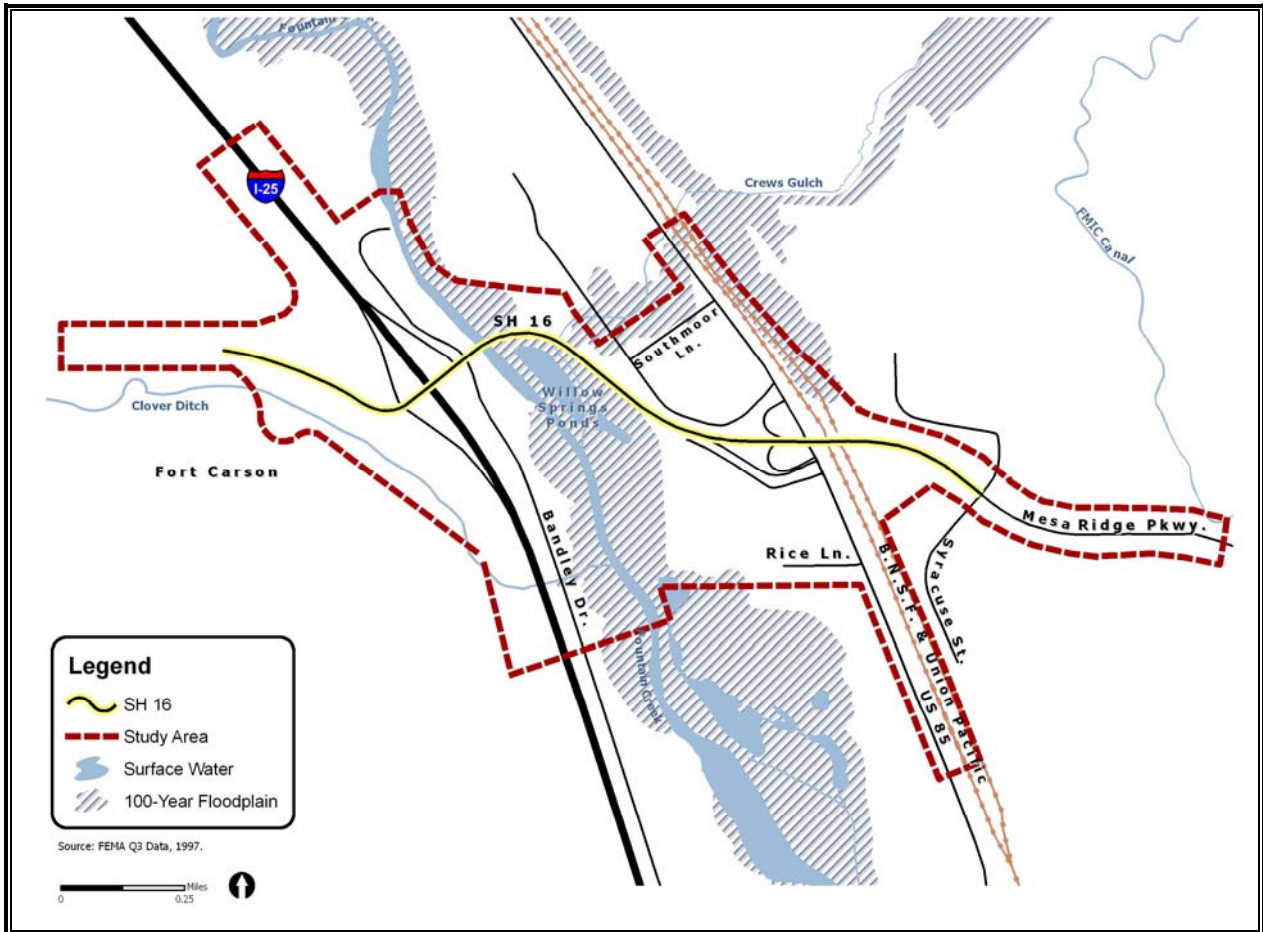 Fountain
I-25
Crews Gulch
FMIC Canal
SH 16
Southmoor
Ln.
Willow
Springs
Ponds
Clover Ditch
Fort Carson
Mesa Ridge Pkwy.
Bandley Dr.
Rice Ln.
B.N.S.F. & Union Pacific
Syracuse St.
US 85
Fountain Creek
Legend
SH 16
Study Area
Surface Water
100-Year Floodplain
Source: FEMA Q3 Data, 1997.
Miles
0 0.25